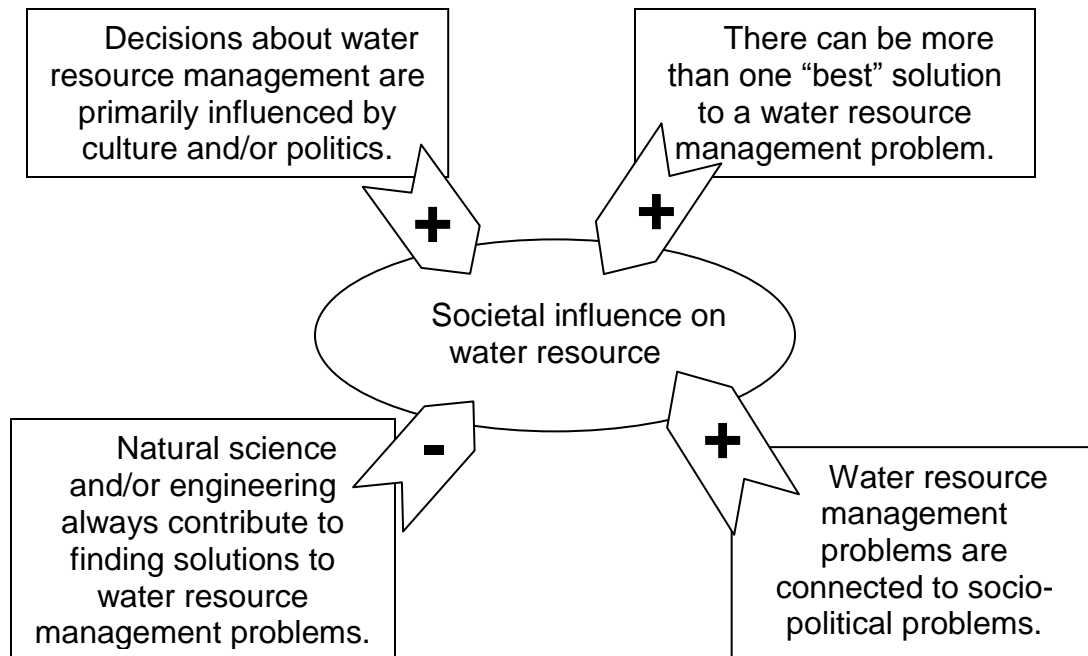 Decisions about water
resource management are
primarily influenced by
culture and/or politics.
There can be more
than one “best” solution
to a water resource
management problem.
+
+
Societal influence on
water resource
-
+
Natural science
and/or engineering
always contribute to
finding solutions to
water resource
management problems.
Water resource
management
problems are
connected to socio-
political problems.